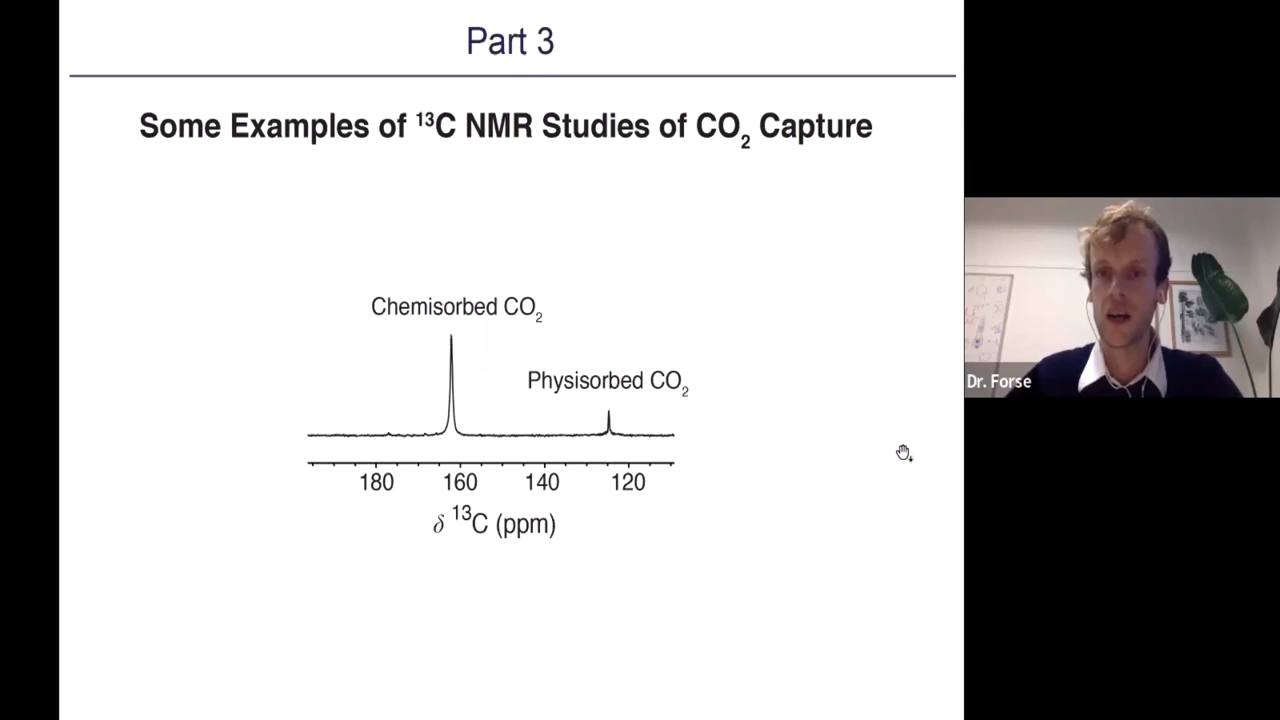 Part 3
Some Examples of ¹³C NMR Studies of CO₂ Capture
Chemisorbed CO₂
Physisorbed CO₂
180 160 140 120
δ ¹³C (ppm)
Dr. Forse